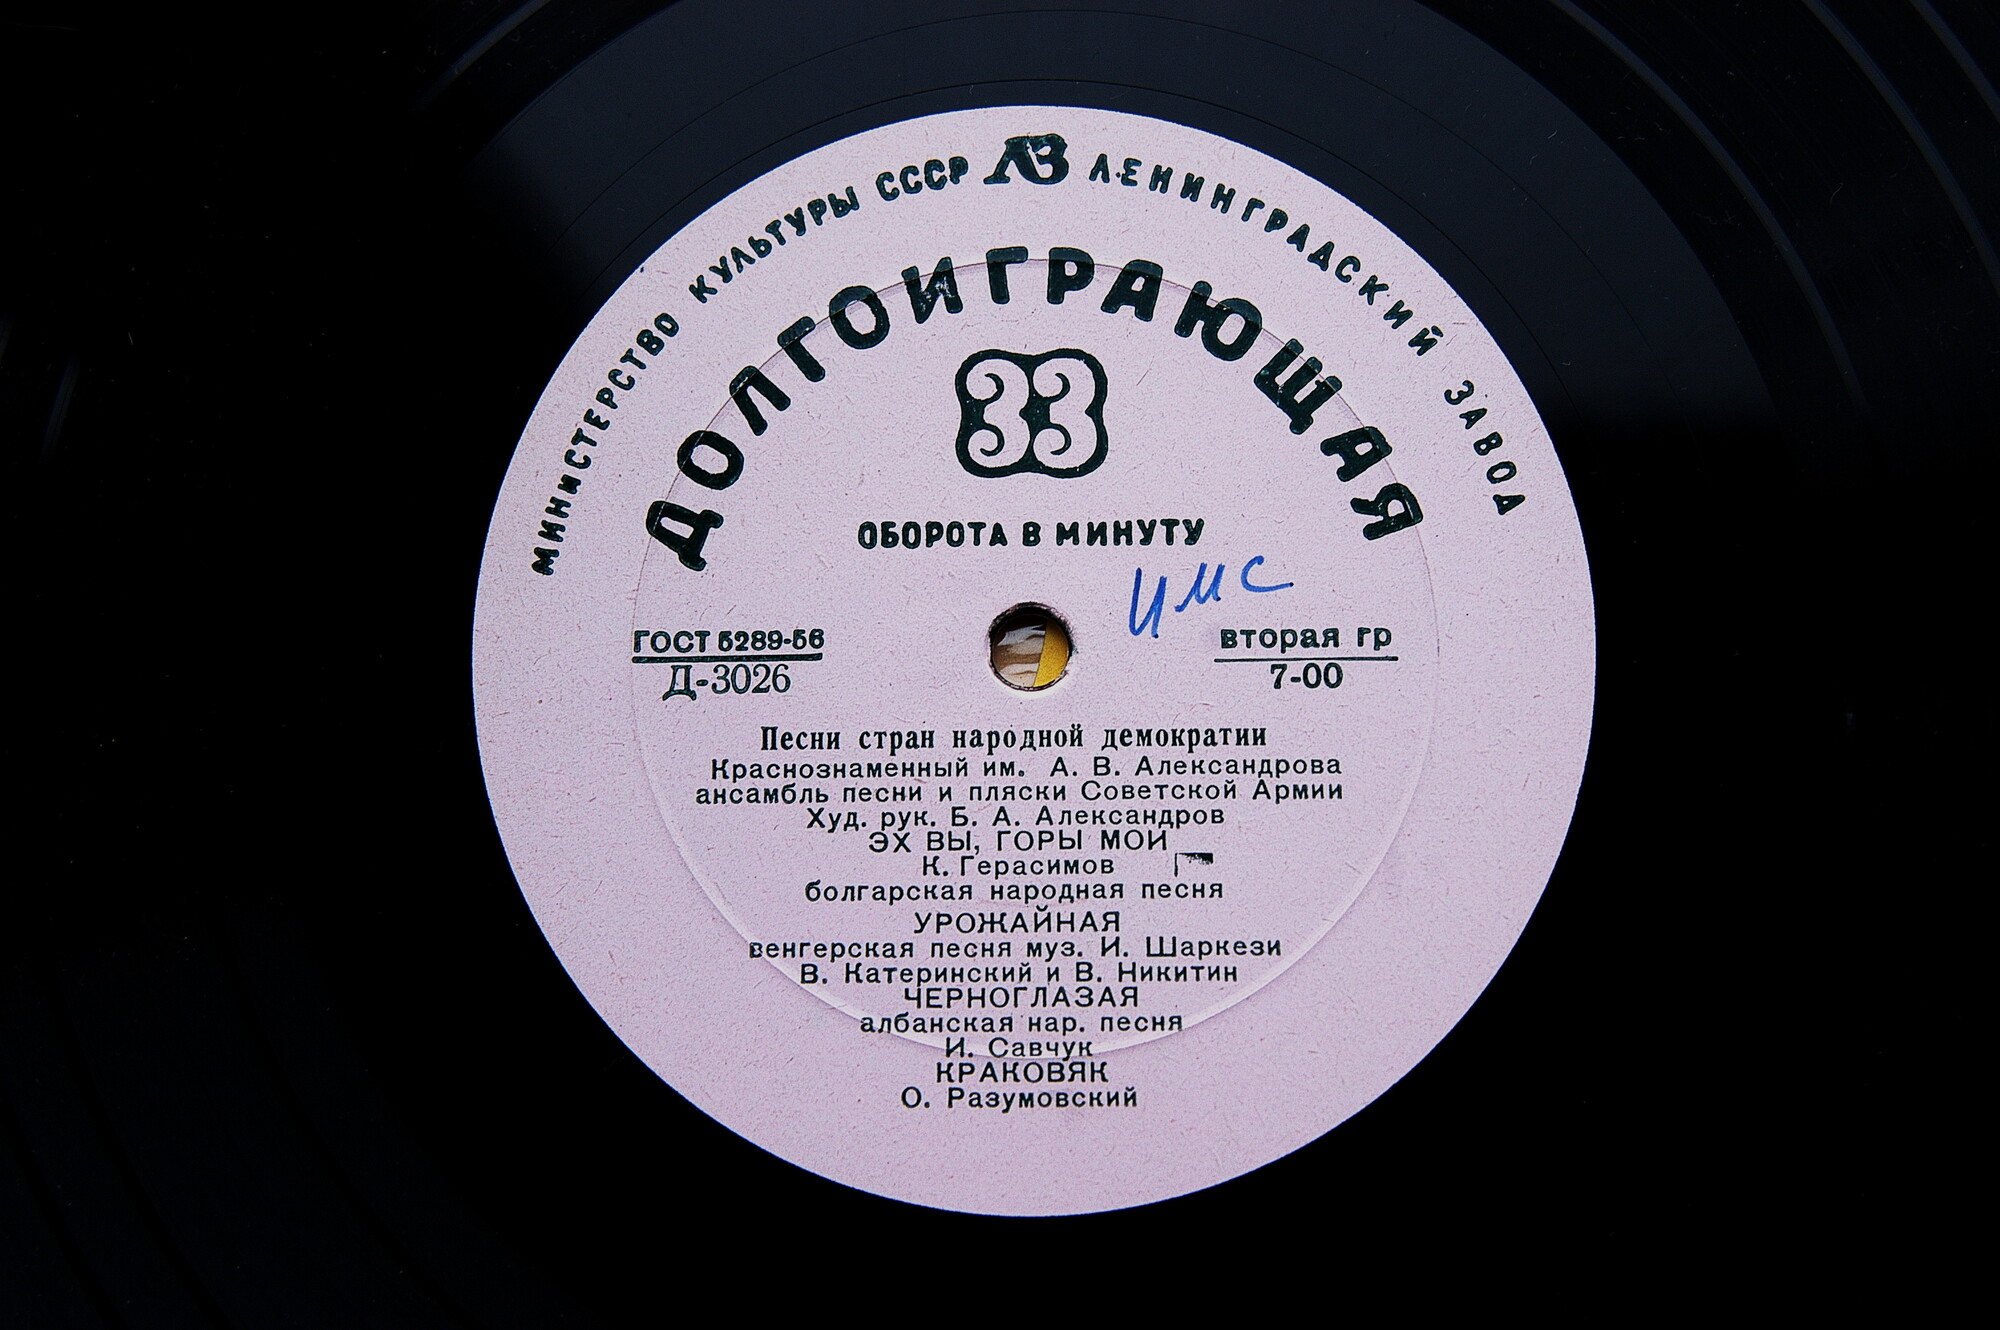 МИНИСТЕРСТВО КУЛЬТУРЫ СССР ЛЗ ЛЕНИНГРАДСКИЙ ЗАВОД
ДОЛГОИГРАЮЩАЯ
33
ОБОРОТА В МИНУТУ
ИМС
ГОСТ 5289-56
Д-3026
вторая гр
7-00
Песни стран народной демократии
Краснознаменный им. А. В. Александрова
ансамбль песни и пляски Советской Армии
Худ. рук. Б. А. Александров
ЭХ ВЫ, ГОРЫ МОИ
К. Герасимов
болгарская народная песня
УРОЖАЙНАЯ
венгерская песня муз. И. Шаркези
В. Катеринский и В. Никитин
ЧЕРНОГЛАЗАЯ
албанская нар. песня
И. Савчук
КРАКОВЯК
О. Разумовский